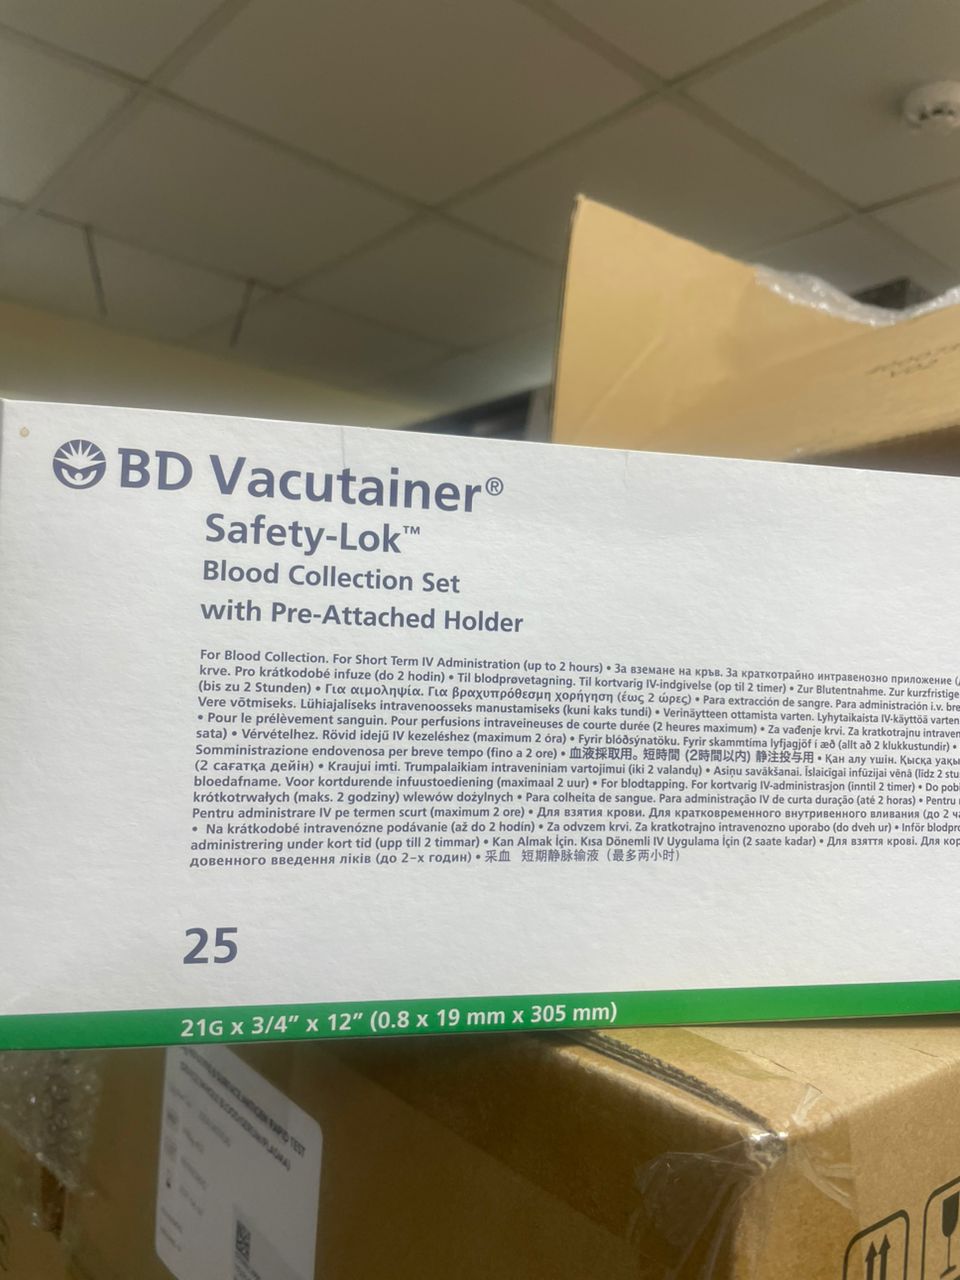 BD Vacutainer®
Safety-Lok™
Blood Collection Set
with Pre-Attached Holder
For Blood Collection. For Short Term IV Administration (up to 2 hours) • За вземане на кръв. За краткотрайно интравенозно приложение
krve. Pro krátkodobé infuze (do 2 hodin) • Til blodprøvetagning. Til kortvarig IV-indgivelse (op til 2 timer) • Zur Blutentnahme. Zur kurzfristige
(bis zu 2 Stunden) • Για αιμοληψία. Για βραχυπρόθεσμη χορήγηση (έως 2 ώρες) • Para extracción de sangre. Para administración i.v. bre
Vere võtmiseks. Lühiajaliseks intravenoosseks manustamiseks (kuni kaks tundi) • Verinäytteen ottamista varten. Lyhytaikaista IV-käyttöä varten
• Pour le prélèvement sanguin. Pour perfusions intraveineuses de courte durée (2 heures maximum) • Za vađenje krvi. Za kratkotrajnu intraven
sata) • Vérvételhez. Rövid idejű IV kezeléshez (maximum 2 óra) • Fyrir blóðsýnatöku. Fyrir skammtíma lyfjagjöf í æð (allt að 2 klukkustundir) •
Somministrazione endovenosa per breve tempo (fino a 2 ore) • 血液採取用。短時間 (2時間以内) 静注投与用 • Қан алу үшін. Қысқа уақы
(2 сағатқа дейін) • Kraujui imti. Trumpalaikiam intraveniniam vartojimui (iki 2 valandų) • Asiņu savākšanai. Īslaicīgai infūzijai vēnā (līdz 2 stu
bloedafname. Voor kortdurende infuustoediening (maximaal 2 uur) • For blodtapping. For kortvarig IV-administrasjon (inntil 2 timer) • Do pob
krótkotrwałych (maks. 2 godziny) wlewów dożylnych • Para colheita de sangue. Para administração IV de curta duração (até 2 horas) • Pentru
Pentru administrare IV pe termen scurt (maximum 2 ore) • Для взятия крови. Для кратковременного внутривенного вливания (до 2 ча
• Na krátkodobé intravenózne podávanie (až do 2 hodín) • Za odvzem krvi. Za kratkotrajno intravenozno uporabo (do dveh ur) • Inför blodpro
administrering under kort tid (upp till 2 timmar) • Kan Almak İçin. Kısa Dönemli IV Uygulama İçin (2 saate kadar) • Для взяття крові. Для кор
довенного введення ліків (до 2-х годин) • 采血 短期静脉输液（最多两小时）
25
21G x 3/4” x 12” (0.8 x 19 mm x 305 mm)
RAPID TEST